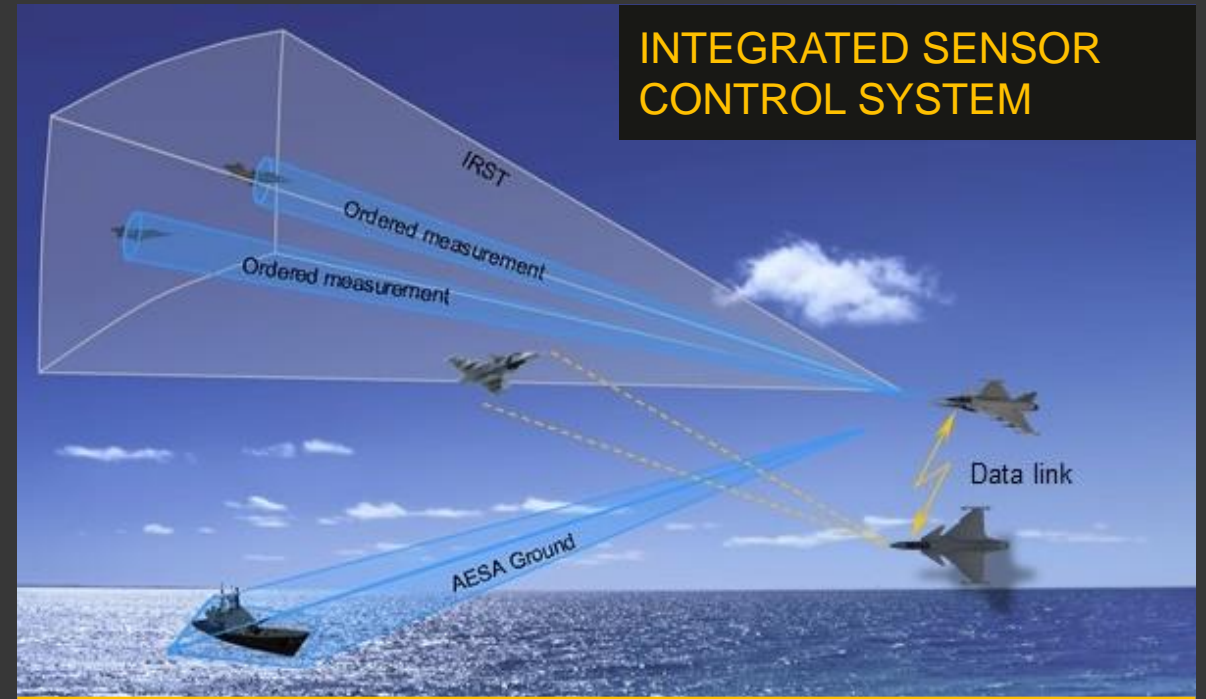 INTEGRATED SENSOR
CONTROL SYSTEM
IRST
Ordered measurement
Ordered measurement
Data link
AESA Ground